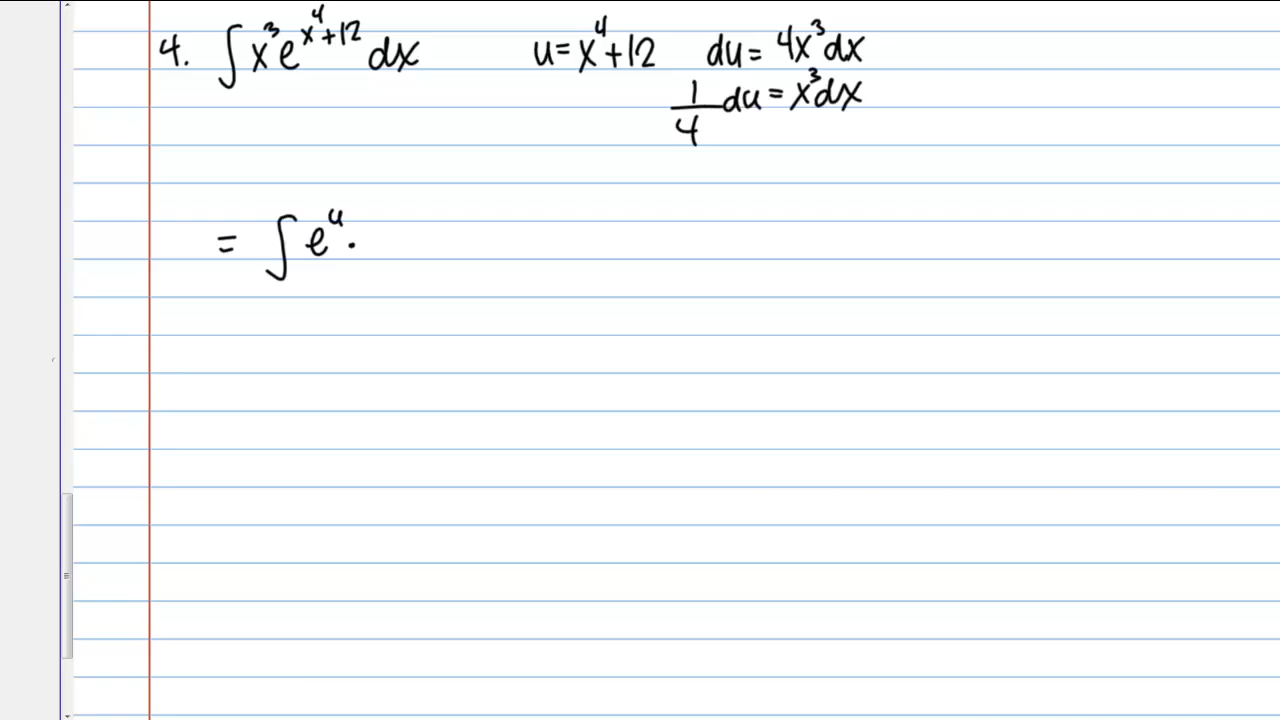 4. ∫x³e^(x⁴+12) dx u=x⁴+12 du=4x³dx
1/4 du=x³dx
= ∫e^u ·